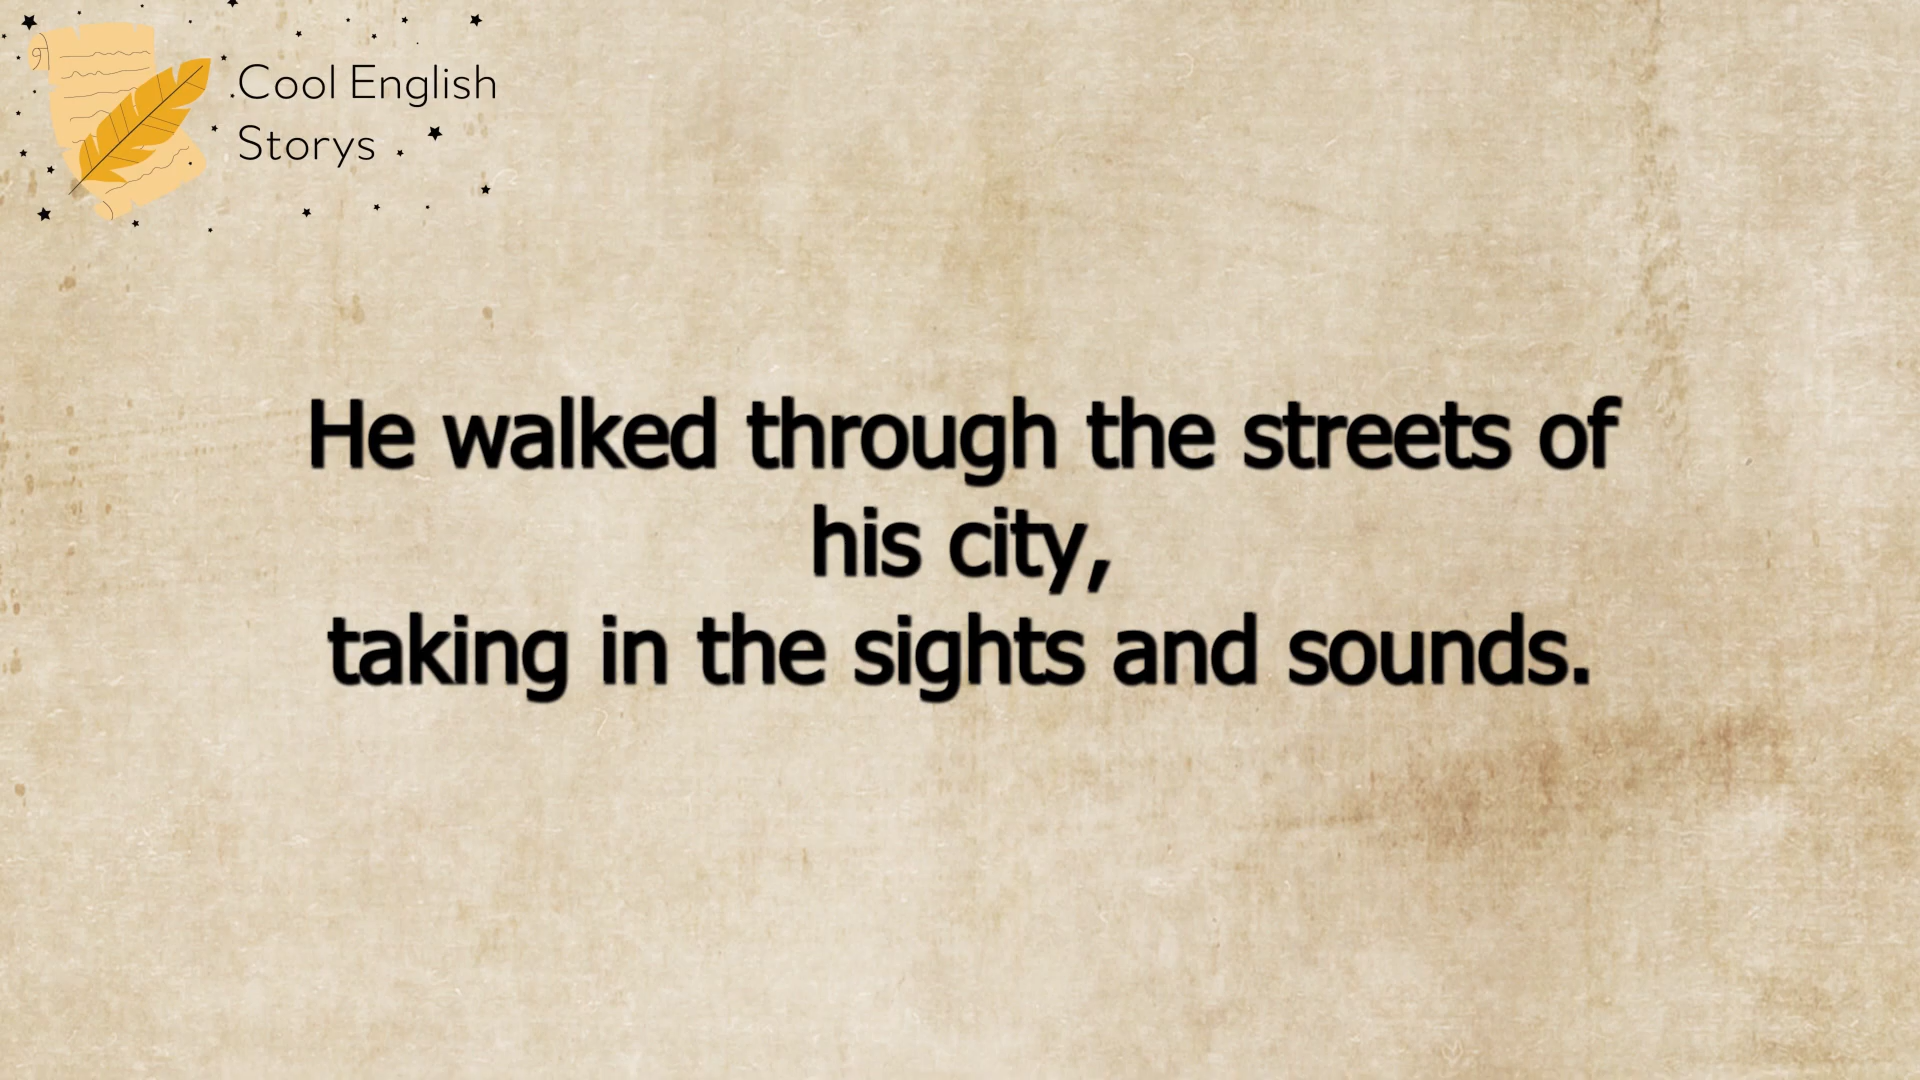 Cool English
Storys
He walked through the streets of
his city,
taking in the sights and sounds.